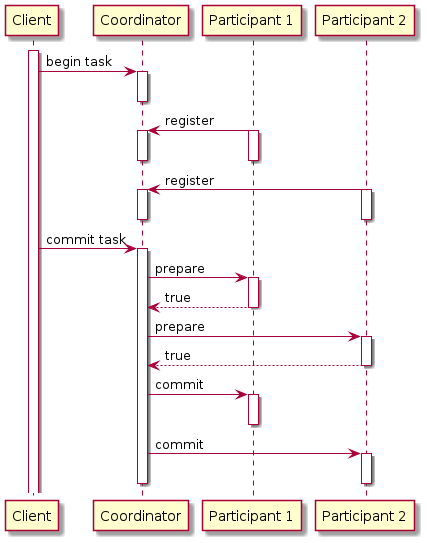 Client Coordinator Participant 1 Participant 2
begin task
register
register
commit task
prepare
true
prepare
true
commit
commit
Client Coordinator Participant 1 Participant 2